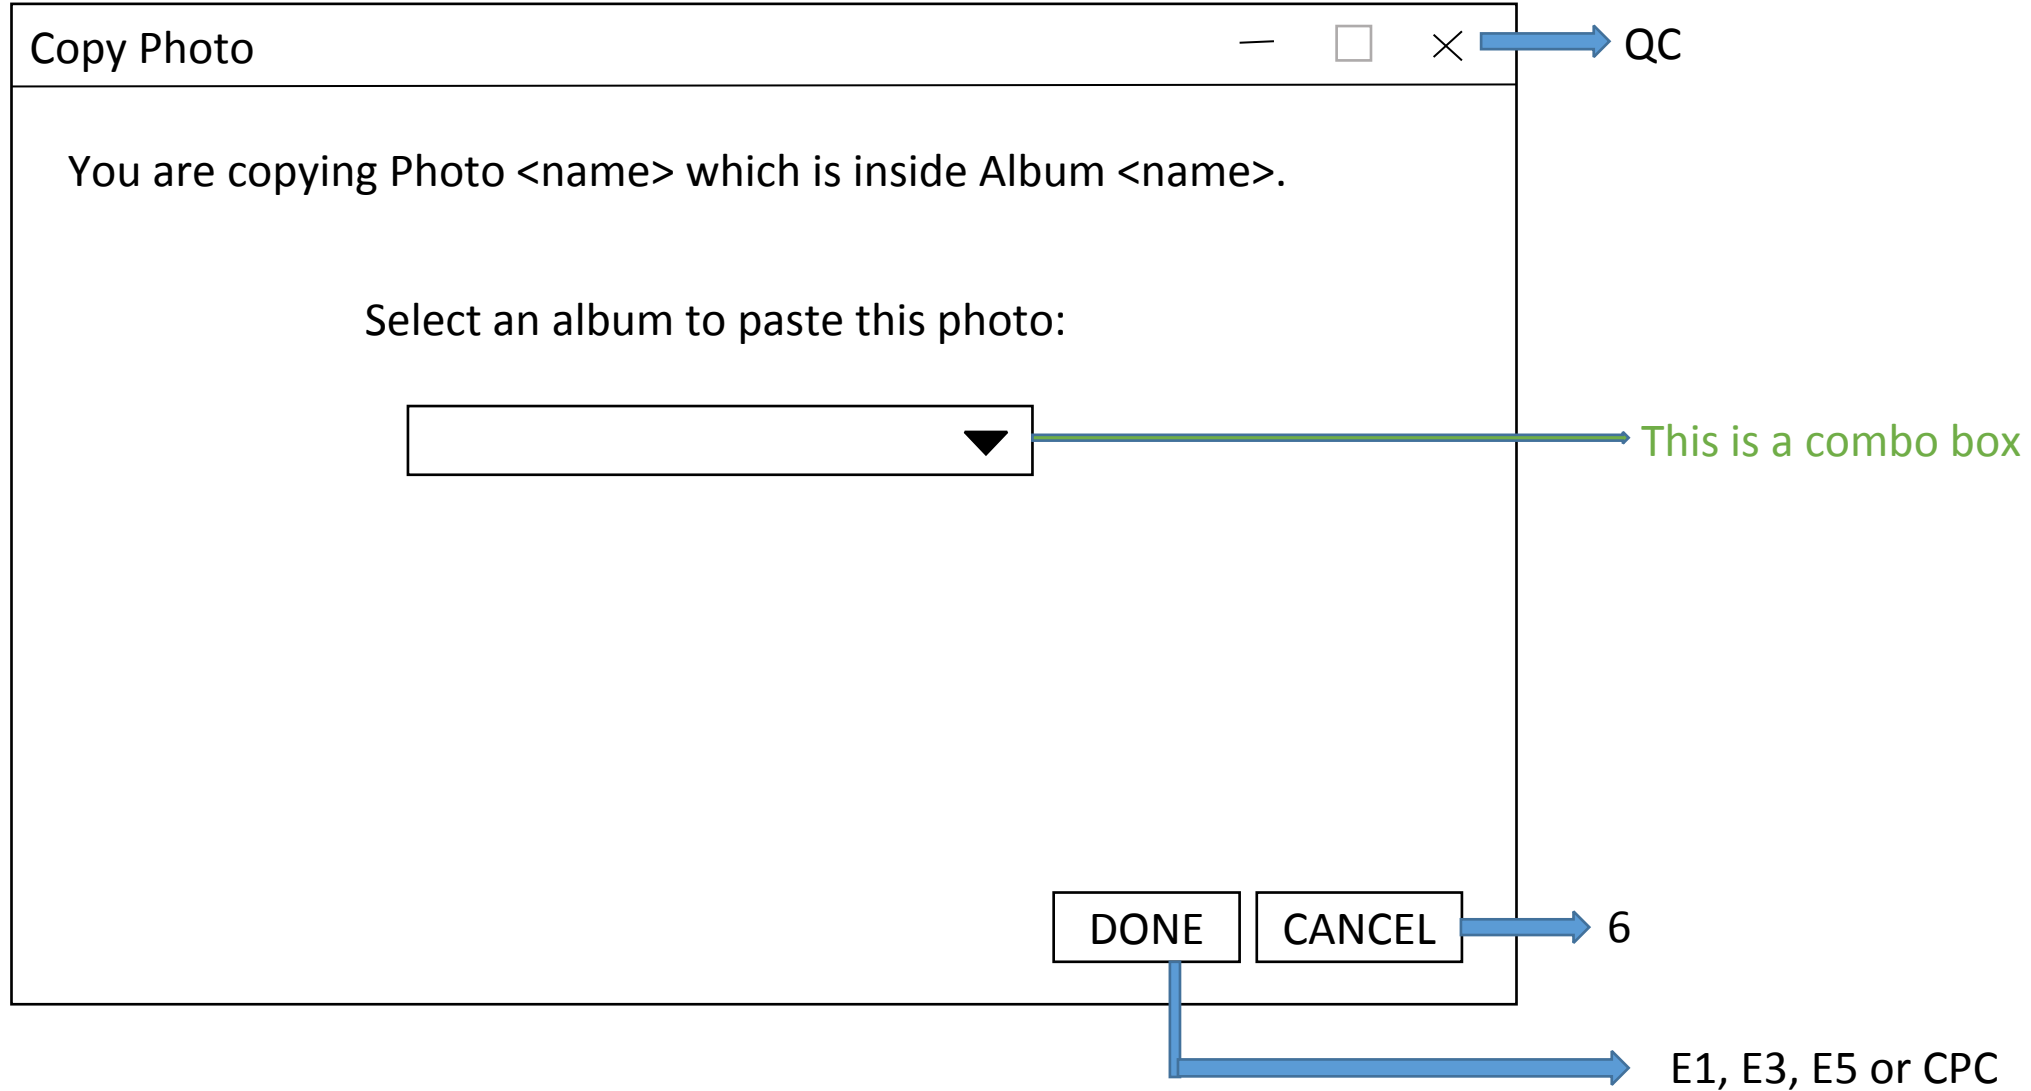 Copy Photo
QC
You are copying Photo <name> which is inside Album <name>.
Select an album to paste this photo:
This is a combo box
DONE
CANCEL
6
E1, E3, E5 or CPC